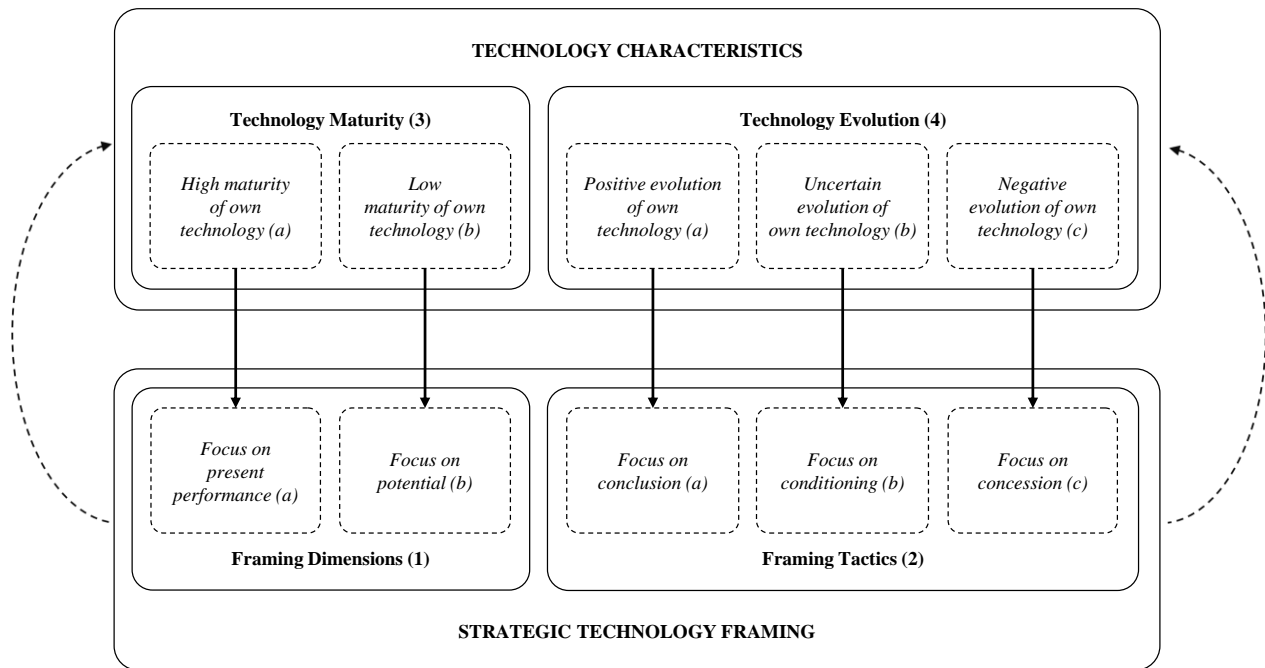 TECHNOLOGY CHARACTERISTICS
Technology Maturity (3)
High maturity
of own
technology (a)
Low
maturity of own
technology (b)
Technology Evolution (4)
Positive evolution
of own
technology (a)
Uncertain
evolution of
own technology (b)
Negative
evolution of own
technology (c)
Focus on
present
performance (a)
Focus on
potential (b)
Framing Dimensions (1)
Focus on
conclusion (a)
Focus on
conditioning (b)
Focus on
concession (c)
Framing Tactics (2)
STRATEGIC TECHNOLOGY FRAMING